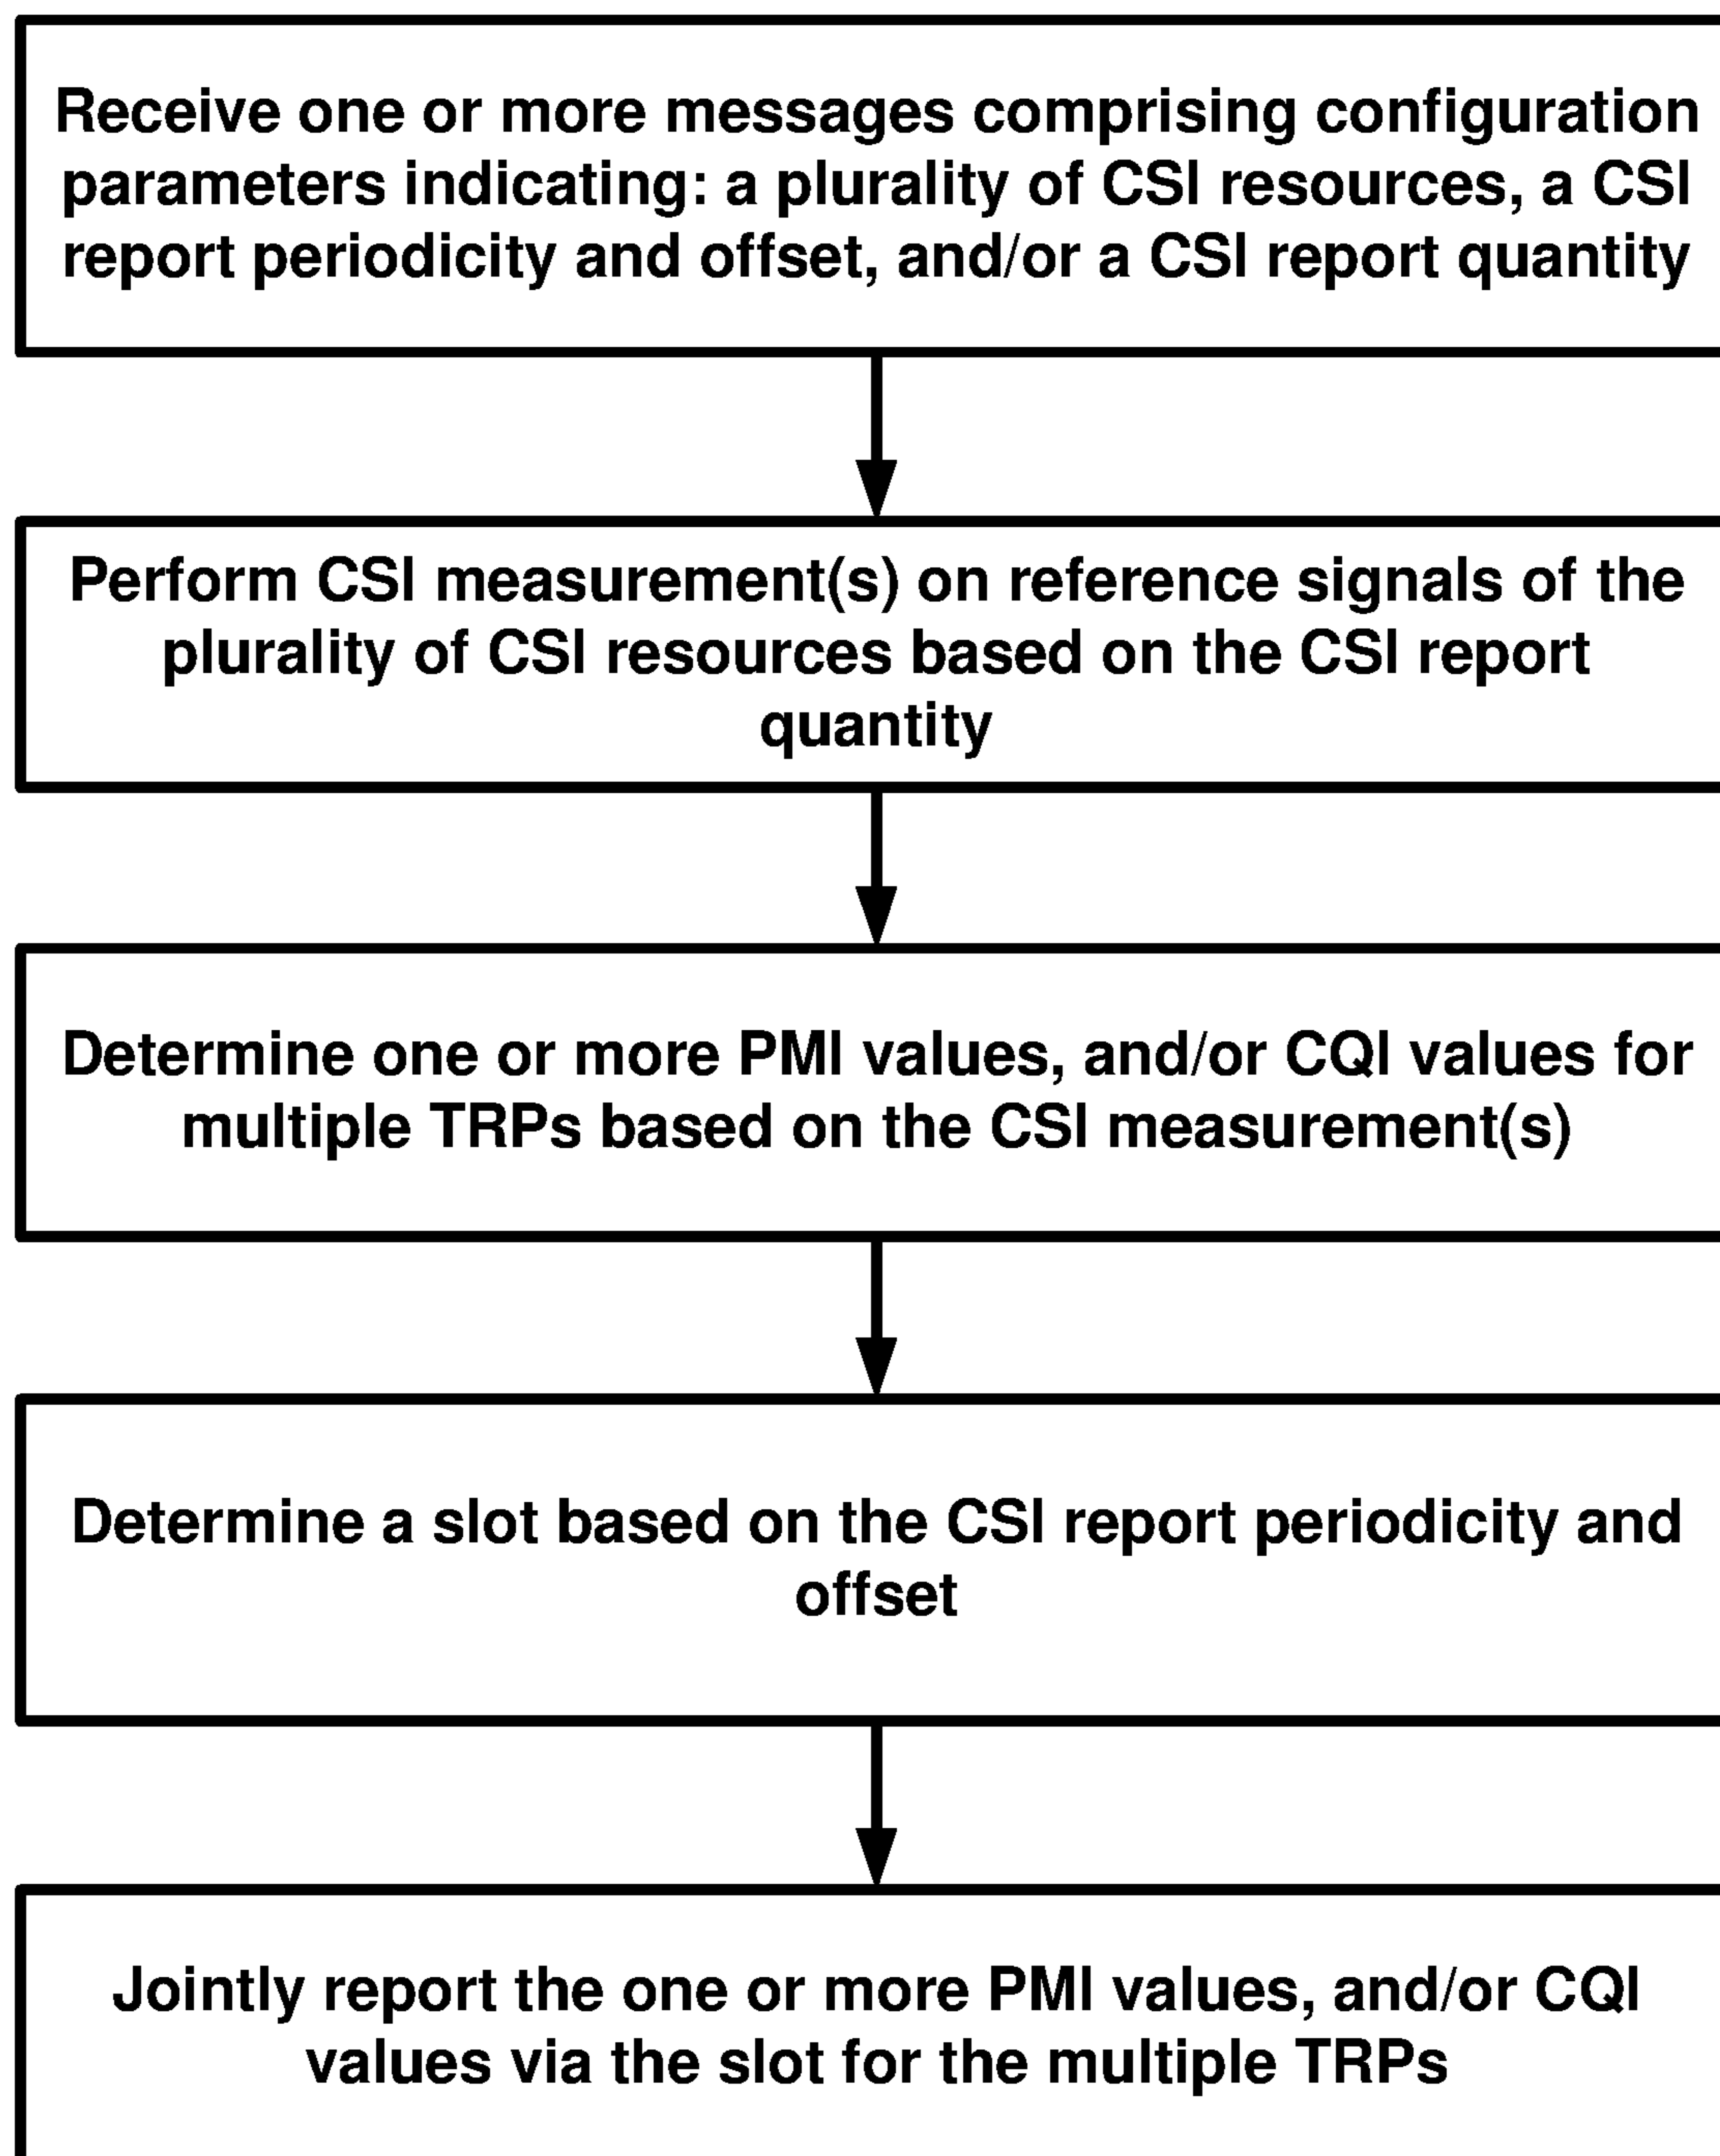 Receive one or more messages comprising configuration
parameters indicating: a plurality of CSI resources, a CSI
report periodicity and offset, and/or a CSI report quantity
Perform CSI measurement(s) on reference signals of the
plurality of CSI resources based on the CSI report
quantity
Determine one or more PMI values, and/or CQI values for
multiple TRPs based on the CSI measurement(s)
Determine a slot based on the CSI report periodicity and
offset
Jointly report the one or more PMI values, and/or CQI
values via the slot for the multiple TRPs